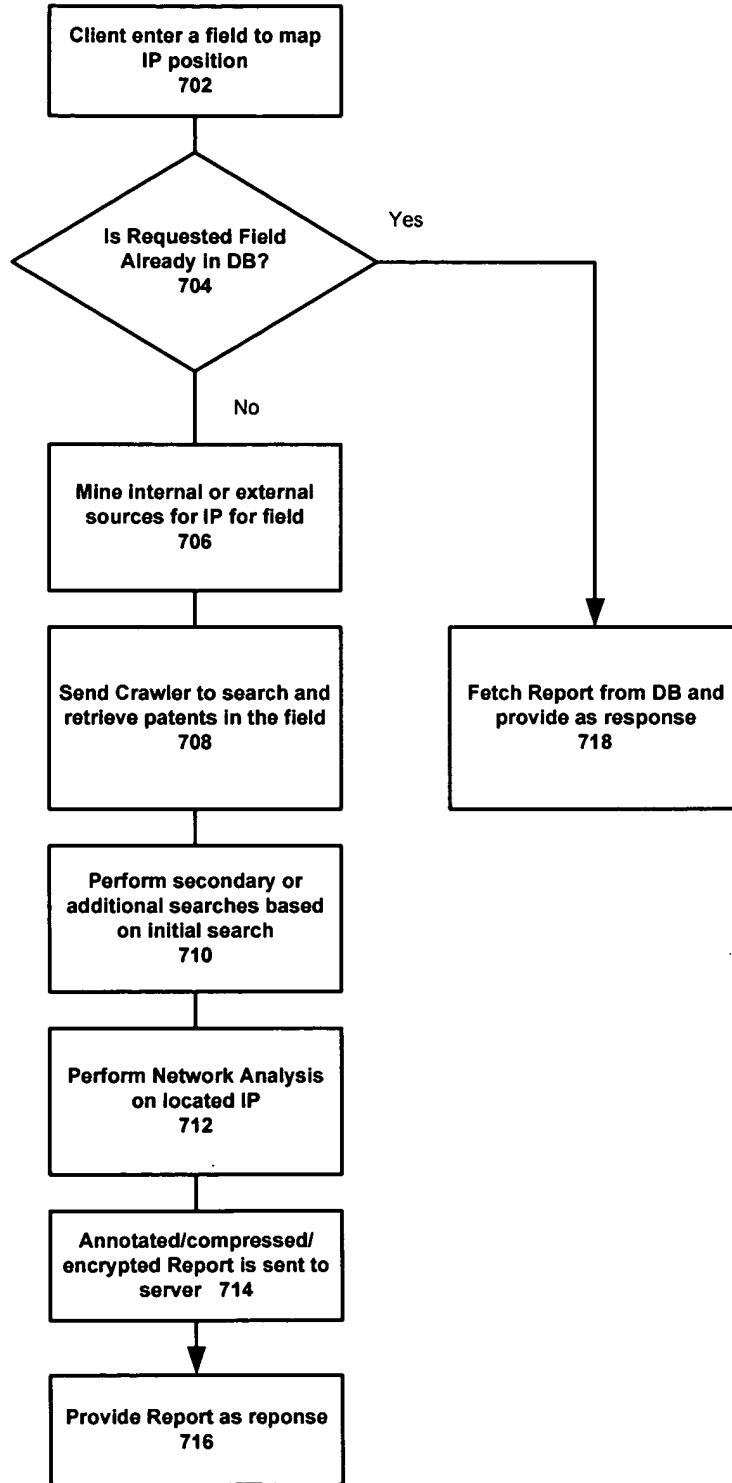 Client enter a field to map
IP position
702
Is Requested Field
Already in DB?
704
Yes
No
Mine internal or external
sources for IP for field
706
Send Crawler to search and
retrieve patents in the field
708
Fetch Report from DB and
provide as response
718
Perform secondary or
additional searches based
on initial search
710
Perform Network Analysis
on located IP
712
Annotated/compressed/
encrypted Report is sent to
server 714
Provide Report as reponse
716